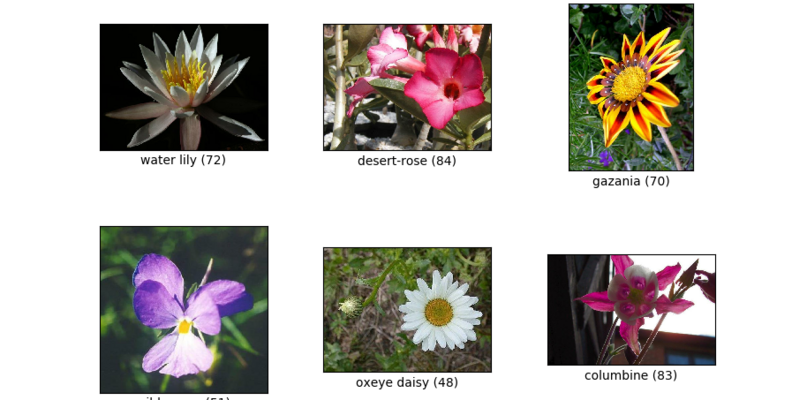 water lily (72)
desert-rose (84)
gazania (70)
oxeye daisy (48)
columbine (83)